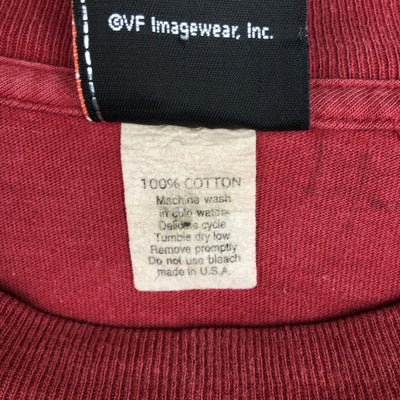 ©VF Imagewear, Inc.
100% COTTON
Machine wash
in cold water
Delicate cycle
Tumble dry low
Remove promptly
Do not use bleach
made in U.S.A.